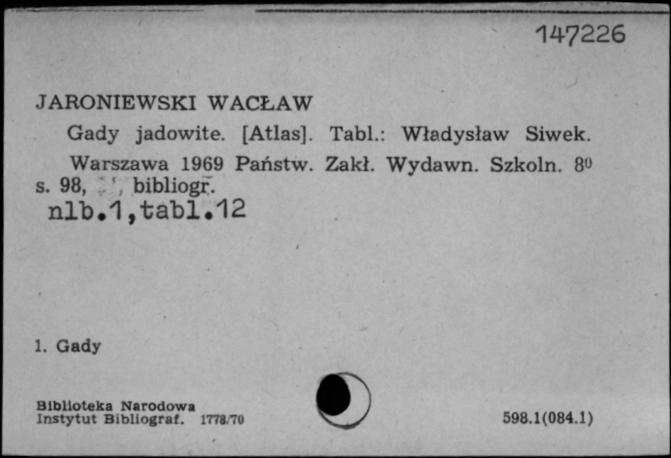 147226
JARONIEWSKI WACŁAW
Gady jadowite. [Atlas]. Tabl.: Władysław Siwek.
Warszawa 1969 Państw. Zakł. Wydawn. Szkoln. 8⁰
s. 98, , bibliogr.
nlb.1,tabl.12
1. Gady
Biblioteka Narodowa
Instytut Bibliograf. 1778/70
598.1(084.1)